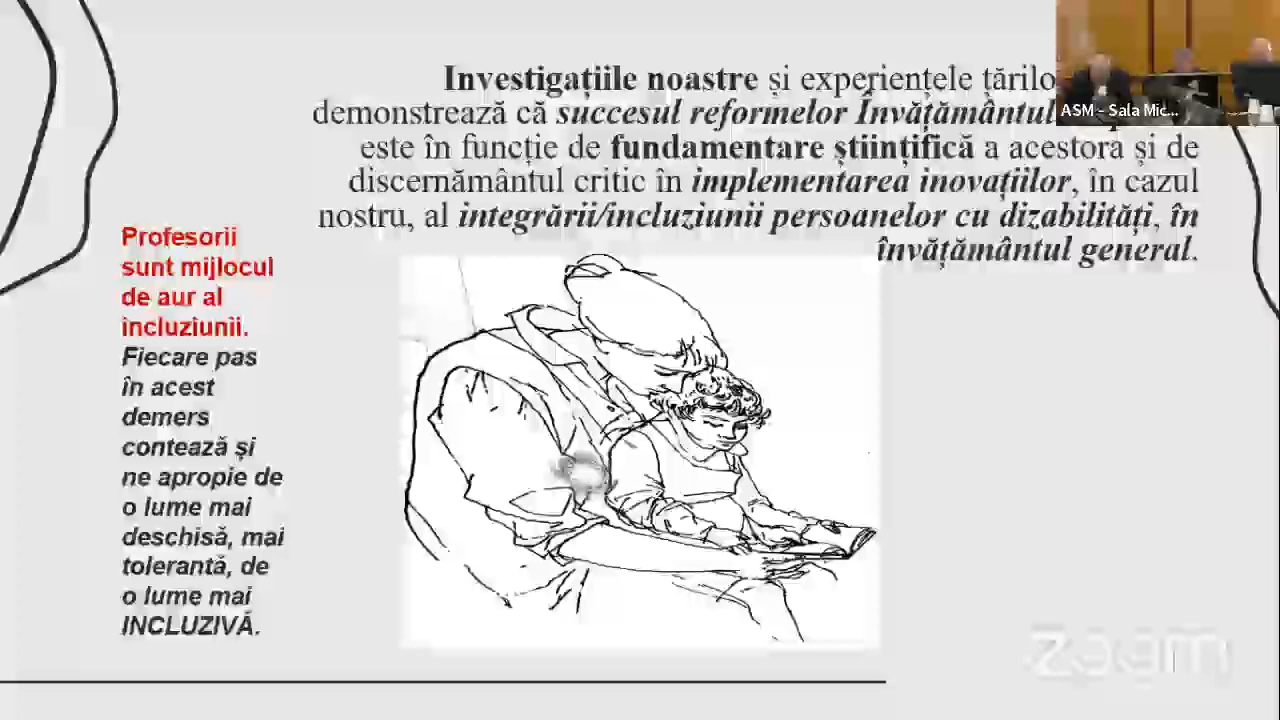 Investigațiile noastre și experiențele țărilo
demonstrează că succesul reformelor Învățământul
este în funcție de fundamentare științifică a acestora și de
discernământul critic în implementarea inovațiilor, în cazul
nostru, al integrării/incluziunii persoanelor cu dizabilități, în
învățământul general.
Profesorii
sunt mijlocul
de aur al
incluziunii.
Fiecare pas
în acest
demers
contează și
ne apropie de
o lume mai
deschisă, mai
tolerantă, de
o lume mai
INCLUZIVĂ.
ASM - Sala Mic...
zoom